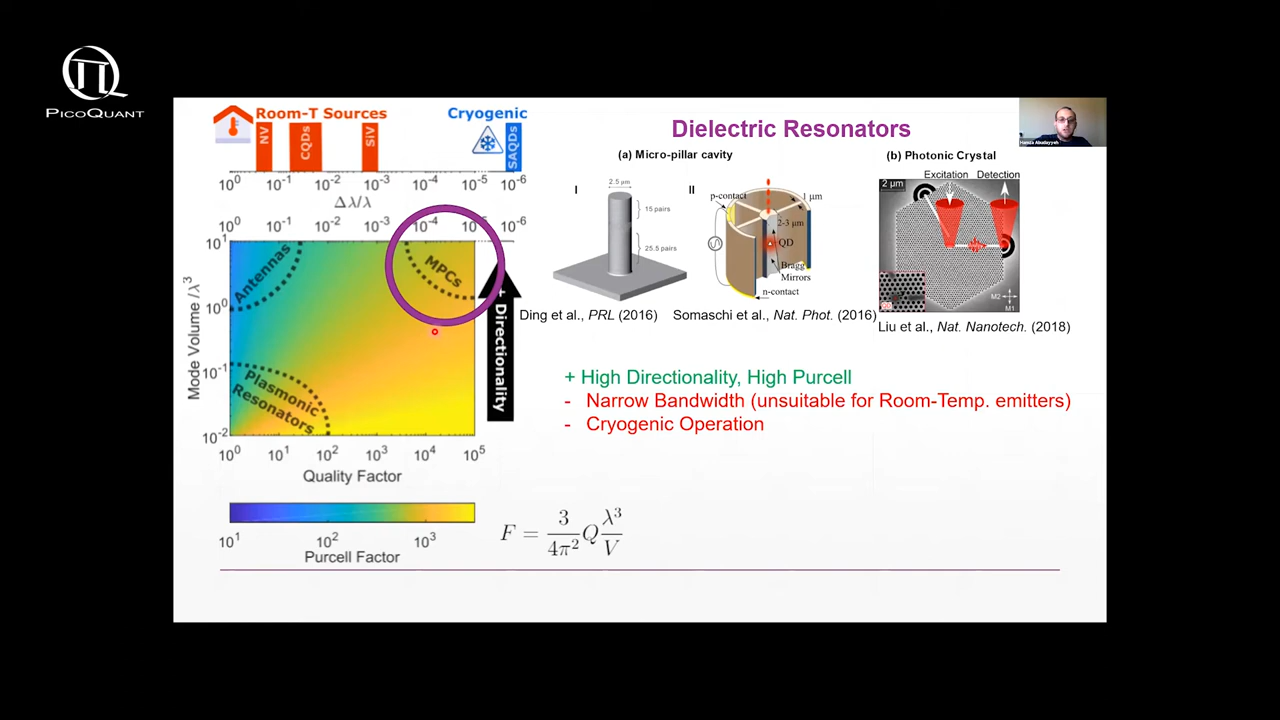 PICOQUANT
Room-T Sources
Cryogenic
NV
CQDs
SiV
SAQDs
10⁰ 10⁻¹ 10⁻² 10⁻³ 10⁻⁴ 10⁻⁵ 10⁻⁶
Δλ/λ
10⁰ 10⁻¹ 10⁻² 10⁻³ 10⁻⁴ 10⁻⁵ 10⁻⁶
10¹
10⁰
10⁻¹
10⁻²
Mode Volume /λ³
Antennas
MPCs
Plasmonic
Resonators
+ Directionality
10⁰ 10¹ 10² 10³ 10⁴ 10⁵
Quality Factor
10¹ 10² 10³
Purcell Factor
F = 3/4π² Q λ³/V
Dielectric Resonators
(a) Micro-pillar cavity
I
2.5 μm
15 pairs
25.5 pairs
Ding et al., PRL (2016)
II
p-contact
1 μm
2-3 μm
QD
Bragg
Mirrors
n-contact
Somaschi et al., Nat. Phot. (2016)
(b) Photonic Crystal
Excitation Detection
2 μm
M2
M1
Liu et al., Nat. Nanotech. (2018)
+ High Directionality, High Purcell
- Narrow Bandwidth (unsuitable for Room-Temp. emitters)
- Cryogenic Operation